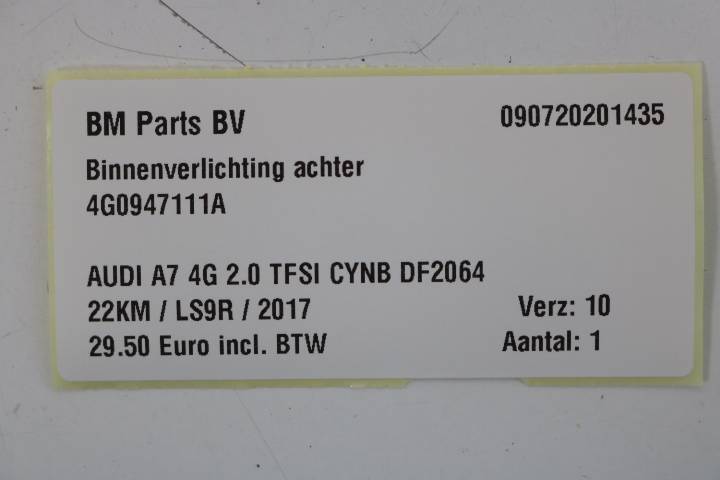 BM Parts BV 090720201435
Binnenverlichting achter
4G0947111A
AUDI A7 4G 2.0 TFSI CYNB DF2064
22KM / LS9R / 2017 Verz: 10
29.50 Euro incl. BTW Aantal: 1